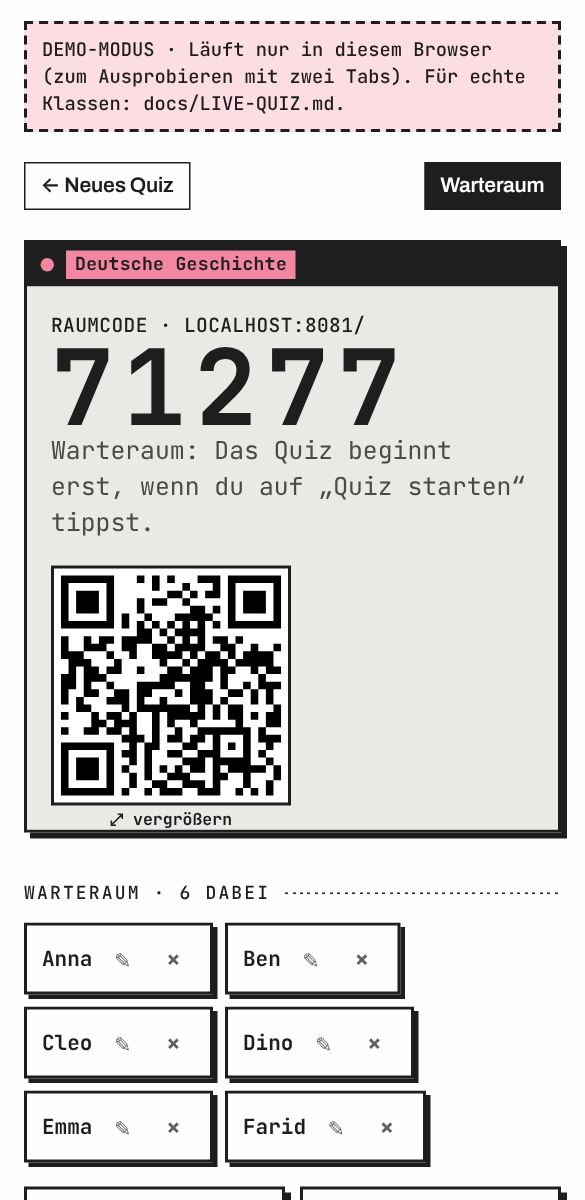 DEMO-MODUS · Läuft nur in diesem Browser
(zum Ausprobieren mit zwei Tabs). Für echte
Klassen: docs/LIVE-QUIZ.md.
← Neues Quiz
Warteraum
Deutsche Geschichte
RAUMCODE · LOCALHOST:8081/
71277
Warteraum: Das Quiz beginnt
erst, wenn du auf „Quiz starten“
tippst.
⤢ vergrößern
WARTERAUM · 6 DABEI
Anna ✎ ×
Ben ✎ ×
Cleo ✎ ×
Dino ✎ ×
Emma ✎ ×
Farid ✎ ×